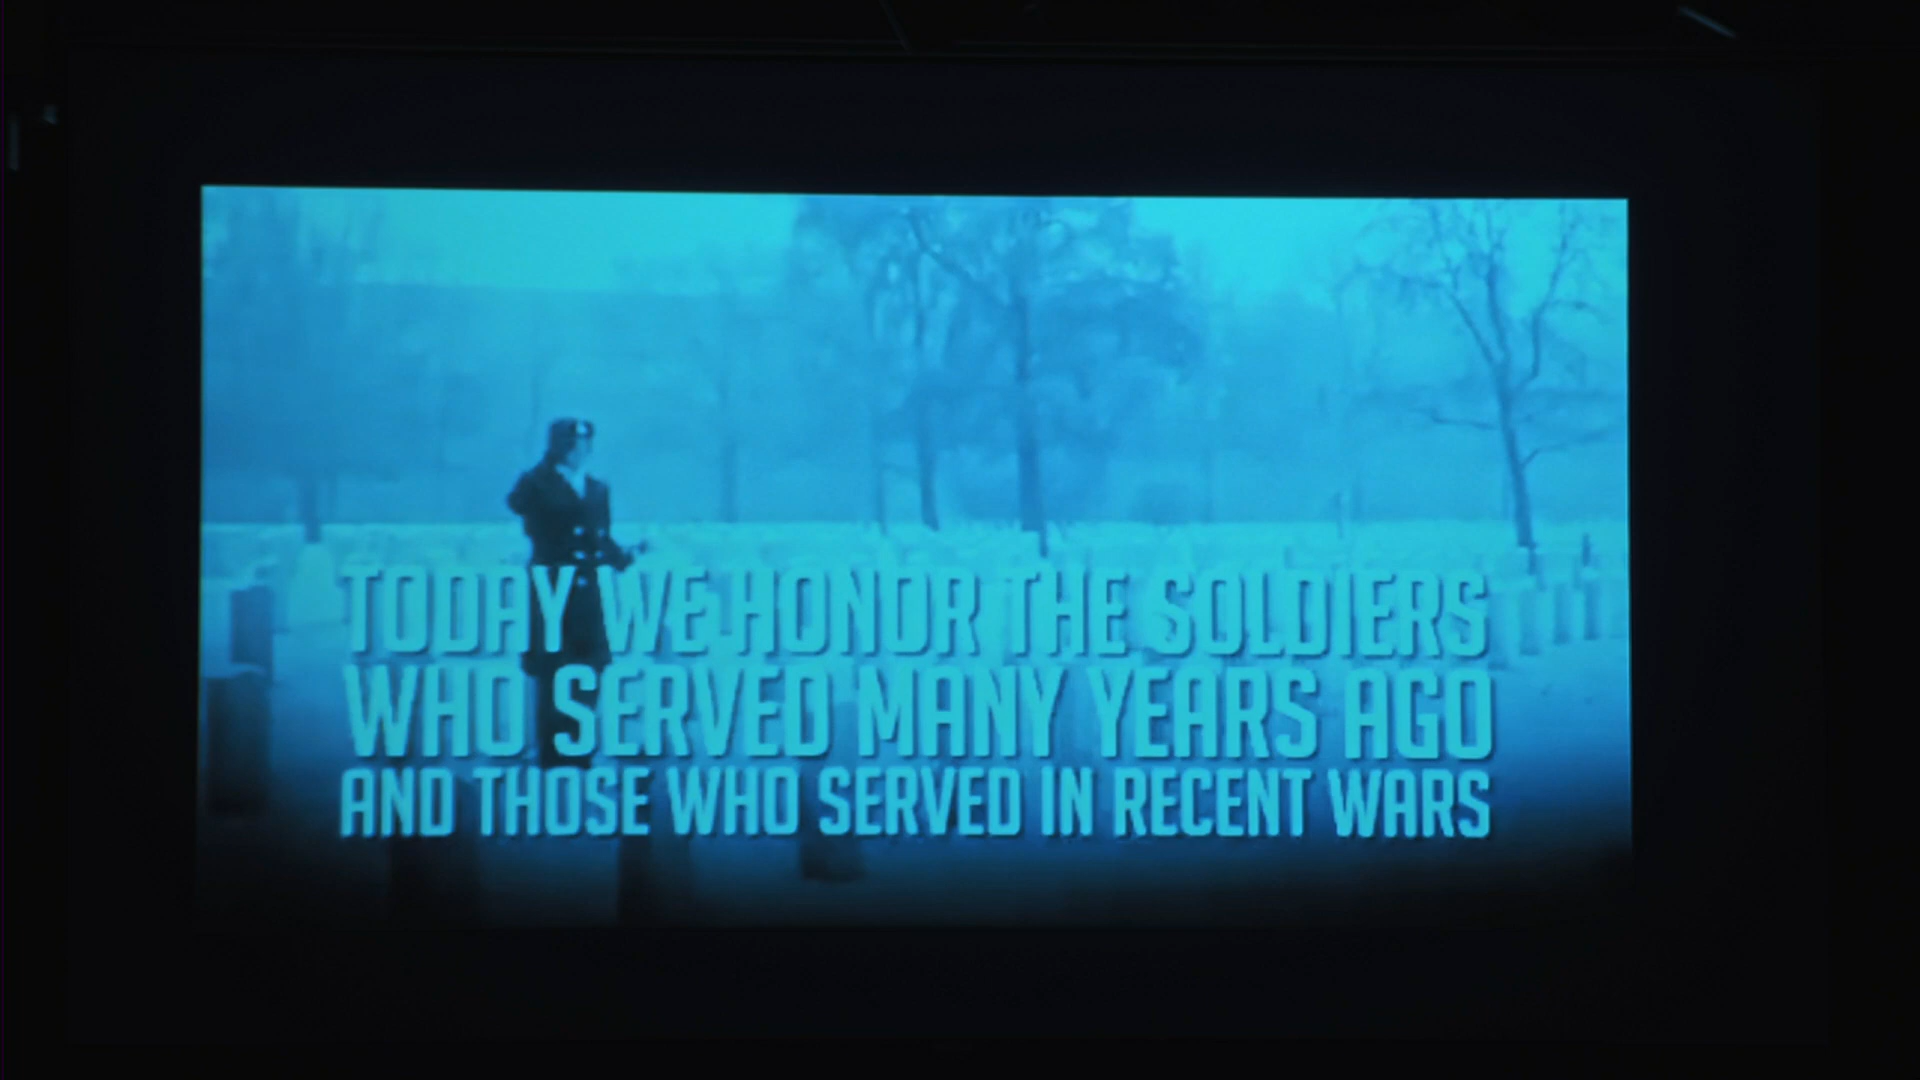 TODAY WE HONOR THE SOLDIERS
WHO SERVED MANY YEARS AGO
AND THOSE WHO SERVED IN RECENT WARS